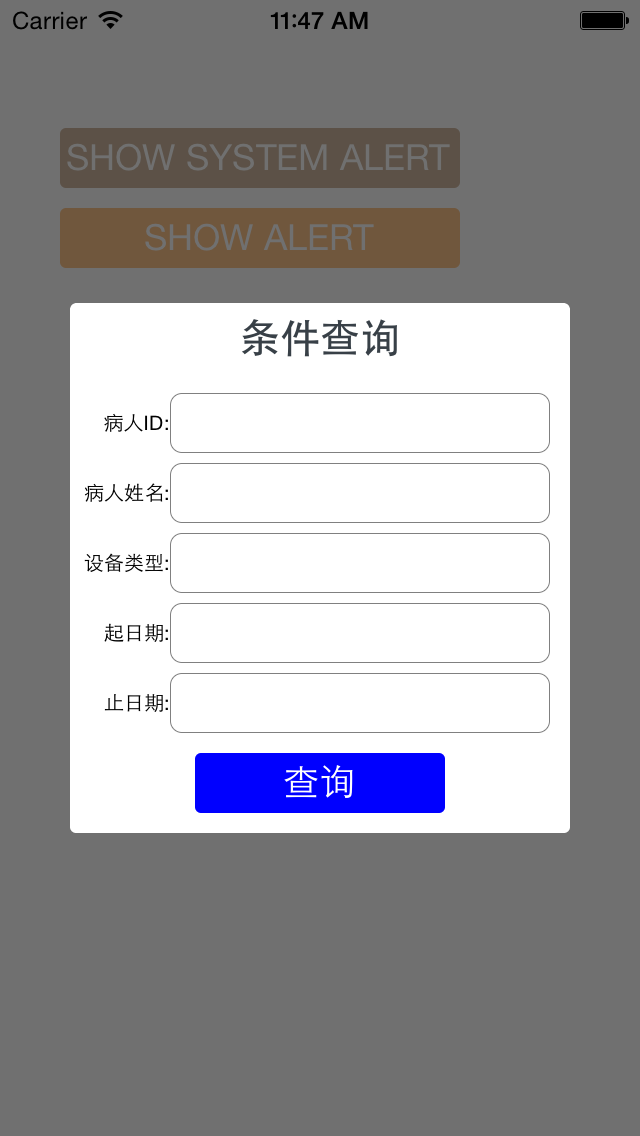 Carrier 11:47 AM
SHOW SYSTEM ALERT
SHOW ALERT
条件查询
病人ID:
病人姓名:
设备类型:
起日期:
止日期:
查询